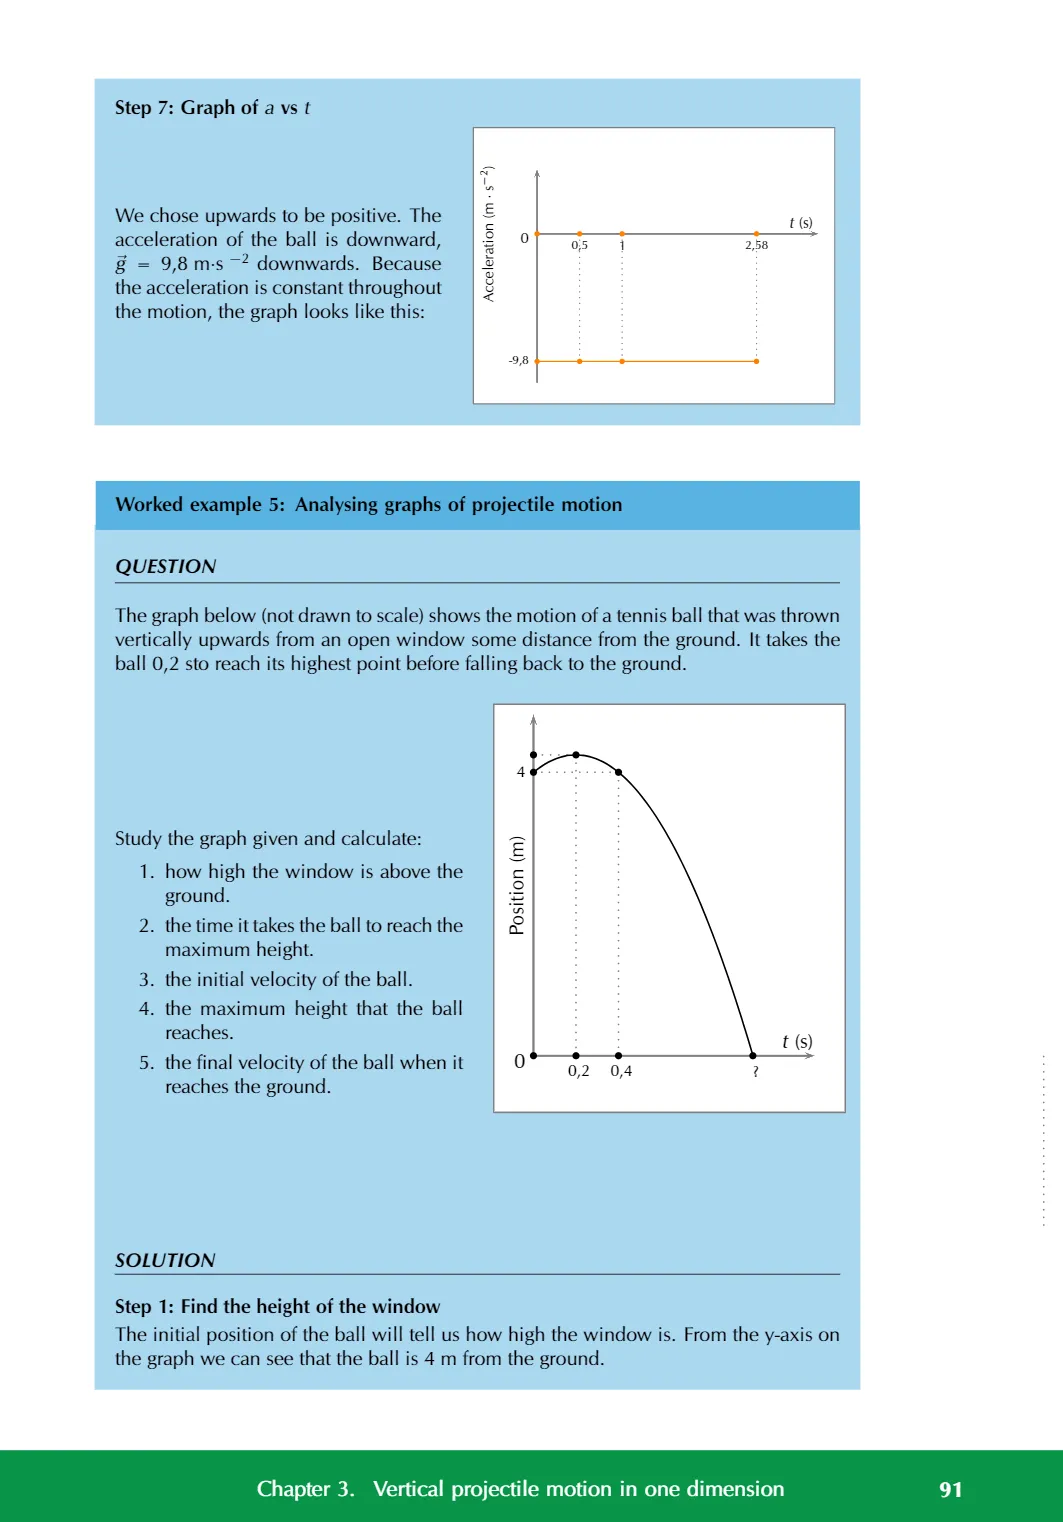 Step 7: Graph of a vs t
We chose upwards to be positive. The
acceleration of the ball is downward,
g⃗ = 9,8 m·s −2 downwards. Because
the acceleration is constant throughout
the motion, the graph looks like this:
Acceleration (m · s−2)
t (s)
0
0,5
1
2,58
-9,8
Worked example 5: Analysing graphs of projectile motion
QUESTION
The graph below (not drawn to scale) shows the motion of a tennis ball that was thrown
vertically upwards from an open window some distance from the ground. It takes the
ball 0,2 sto reach its highest point before falling back to the ground.
Study the graph given and calculate:
1. how high the window is above the
ground.
2. the time it takes the ball to reach the
maximum height.
3. the initial velocity of the ball.
4. the maximum height that the ball
reaches.
5. the final velocity of the ball when it
reaches the ground.
4
Position (m)
t (s)
0
0,2
0,4
?
SOLUTION
Step 1: Find the height of the window
The initial position of the ball will tell us how high the window is. From the y-axis on
the graph we can see that the ball is 4 m from the ground.
Chapter 3. Vertical projectile motion in one dimension
91